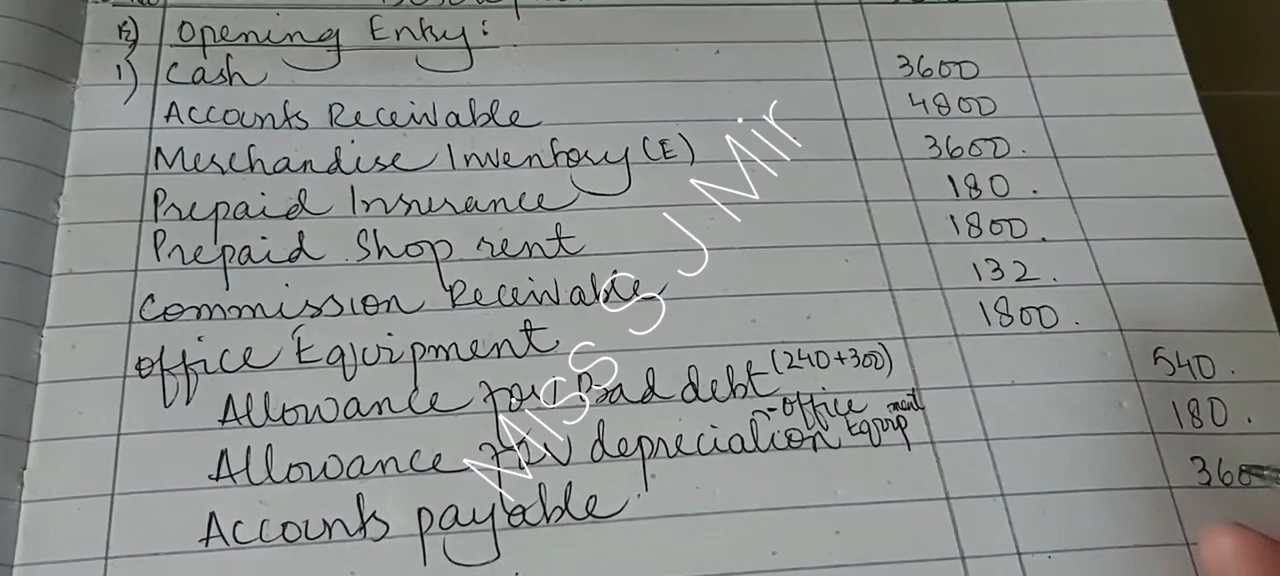 Opening Entry:
1) Cash 3600
Accounts Receivable 4800
Merchandise Inventory (E) 3600.
Prepaid Insurance 180.
Prepaid Shop rent 1800.
Commission Receivable 132.
Office Equipment 1800.
Allowance for Bad debt (240+300) 540.
Allowance for depreciation - Office Equipment 180.
Accounts payable
Miss S J Mir